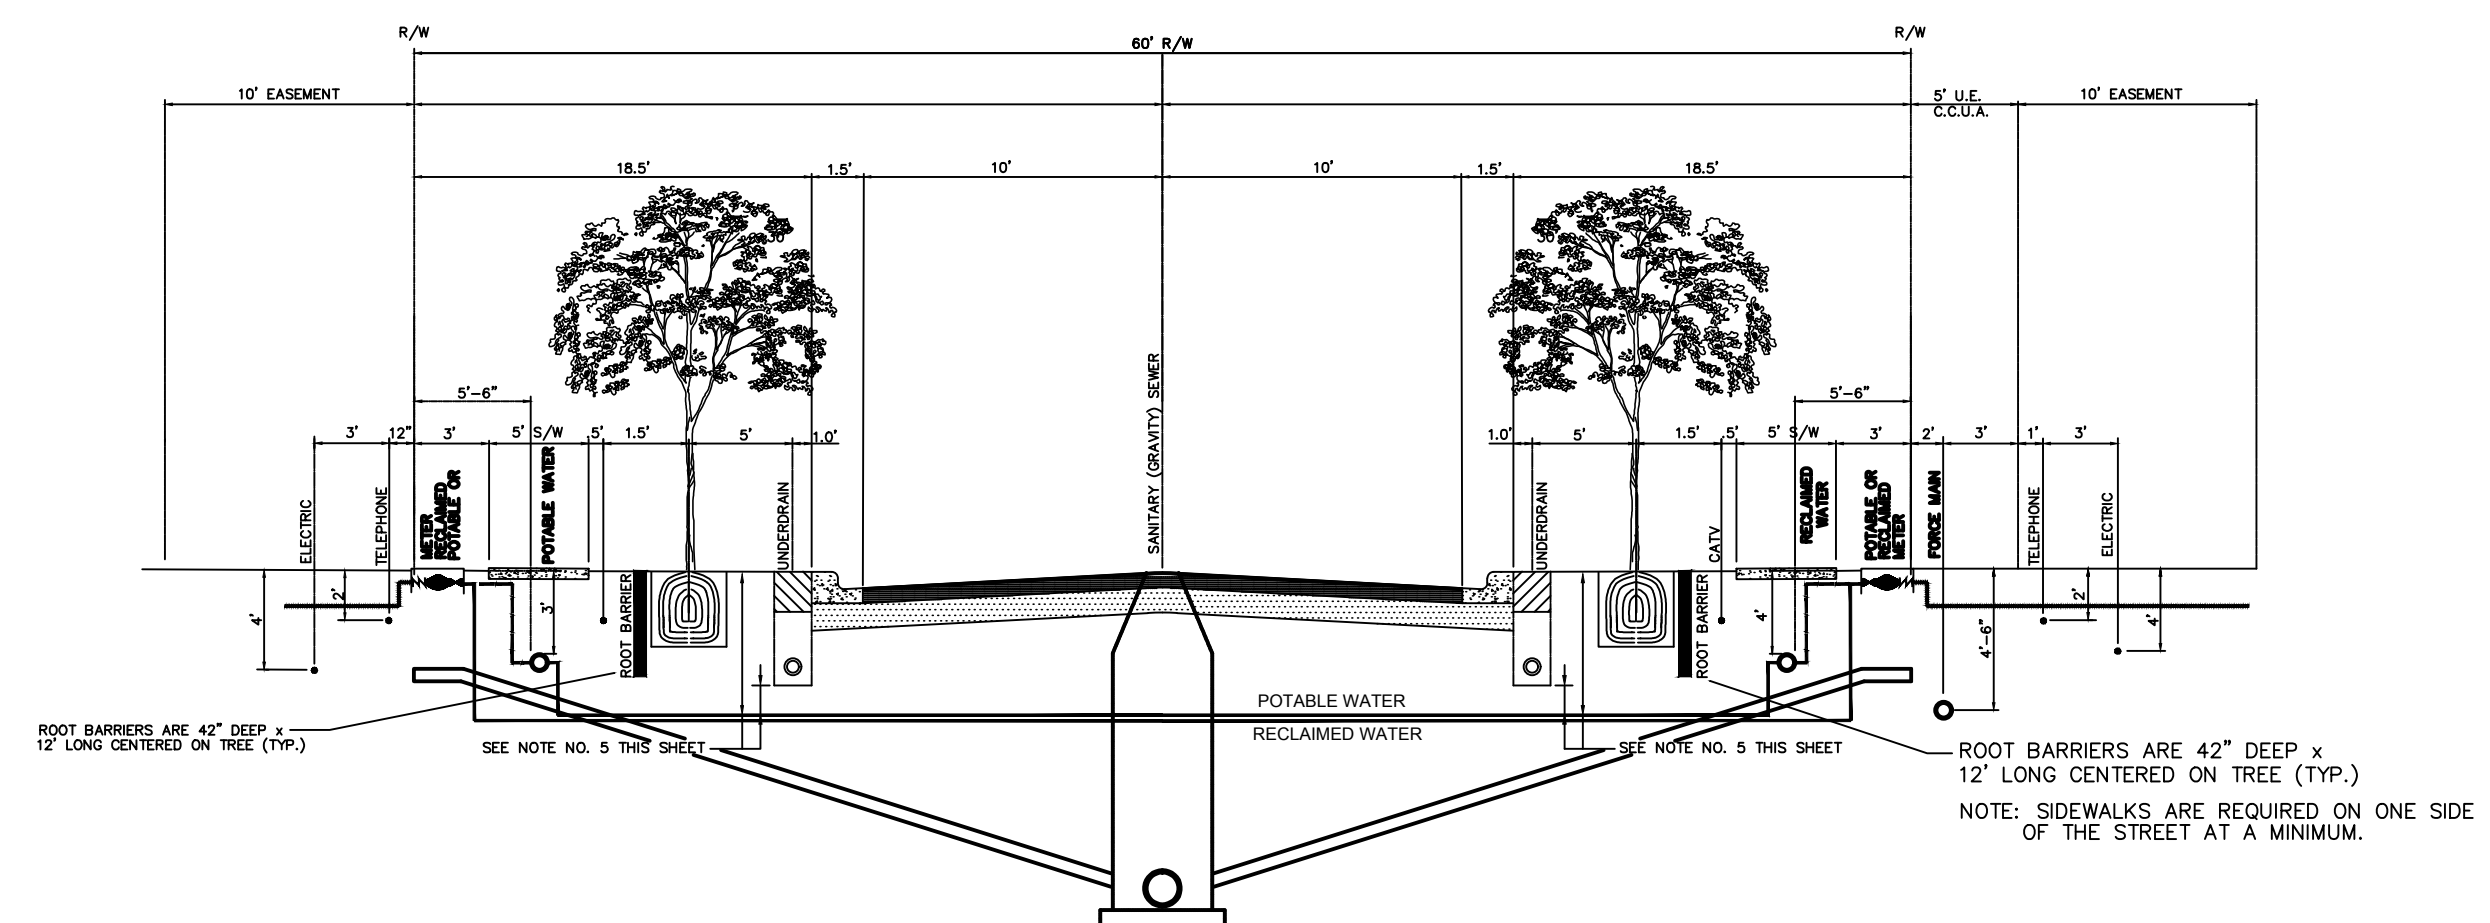 R/W
R/W
60' R/W
10' EASEMENT
5' U.E.
C.C.U.A.
10' EASEMENT
18.5'
1.5'
10'
10'
1.5'
18.5'
30
30
5'-6"
5'-6"
3'
12"
3'
5' S/W
.5'
1.5'
5'
1.0'
1.0'
5'
1.5'
.5'
5' S/W
3'
2'
3'
1'
3'
ELECTRIC
TELEPHONE
METER
RECLAIMED
POTABLE OR
POTABLE WATER
UNDERDRAIN
SANITARY (GRAVITY) SEWER
UNDERDRAIN
CATV
RECLAIMED
WATER
POTABLE OR
RECLAIMED
METER
FORCE MAIN
TELEPHONE
ELECTRIC
4'
2'
3'
ROOT BARRIER
ROOT BARRIER
4'
4'-6"
2'
4'
POTABLE WATER
RECLAIMED WATER
ROOT BARRIERS ARE 42" DEEP x
12' LONG CENTERED ON TREE (TYP.)
SEE NOTE NO. 5 THIS SHEET
SEE NOTE NO. 5 THIS SHEET
ROOT BARRIERS ARE 42" DEEP x
12' LONG CENTERED ON TREE (TYP.)
NOTE: SIDEWALKS ARE REQUIRED ON ONE SIDE
OF THE STREET AT A MINIMUM.